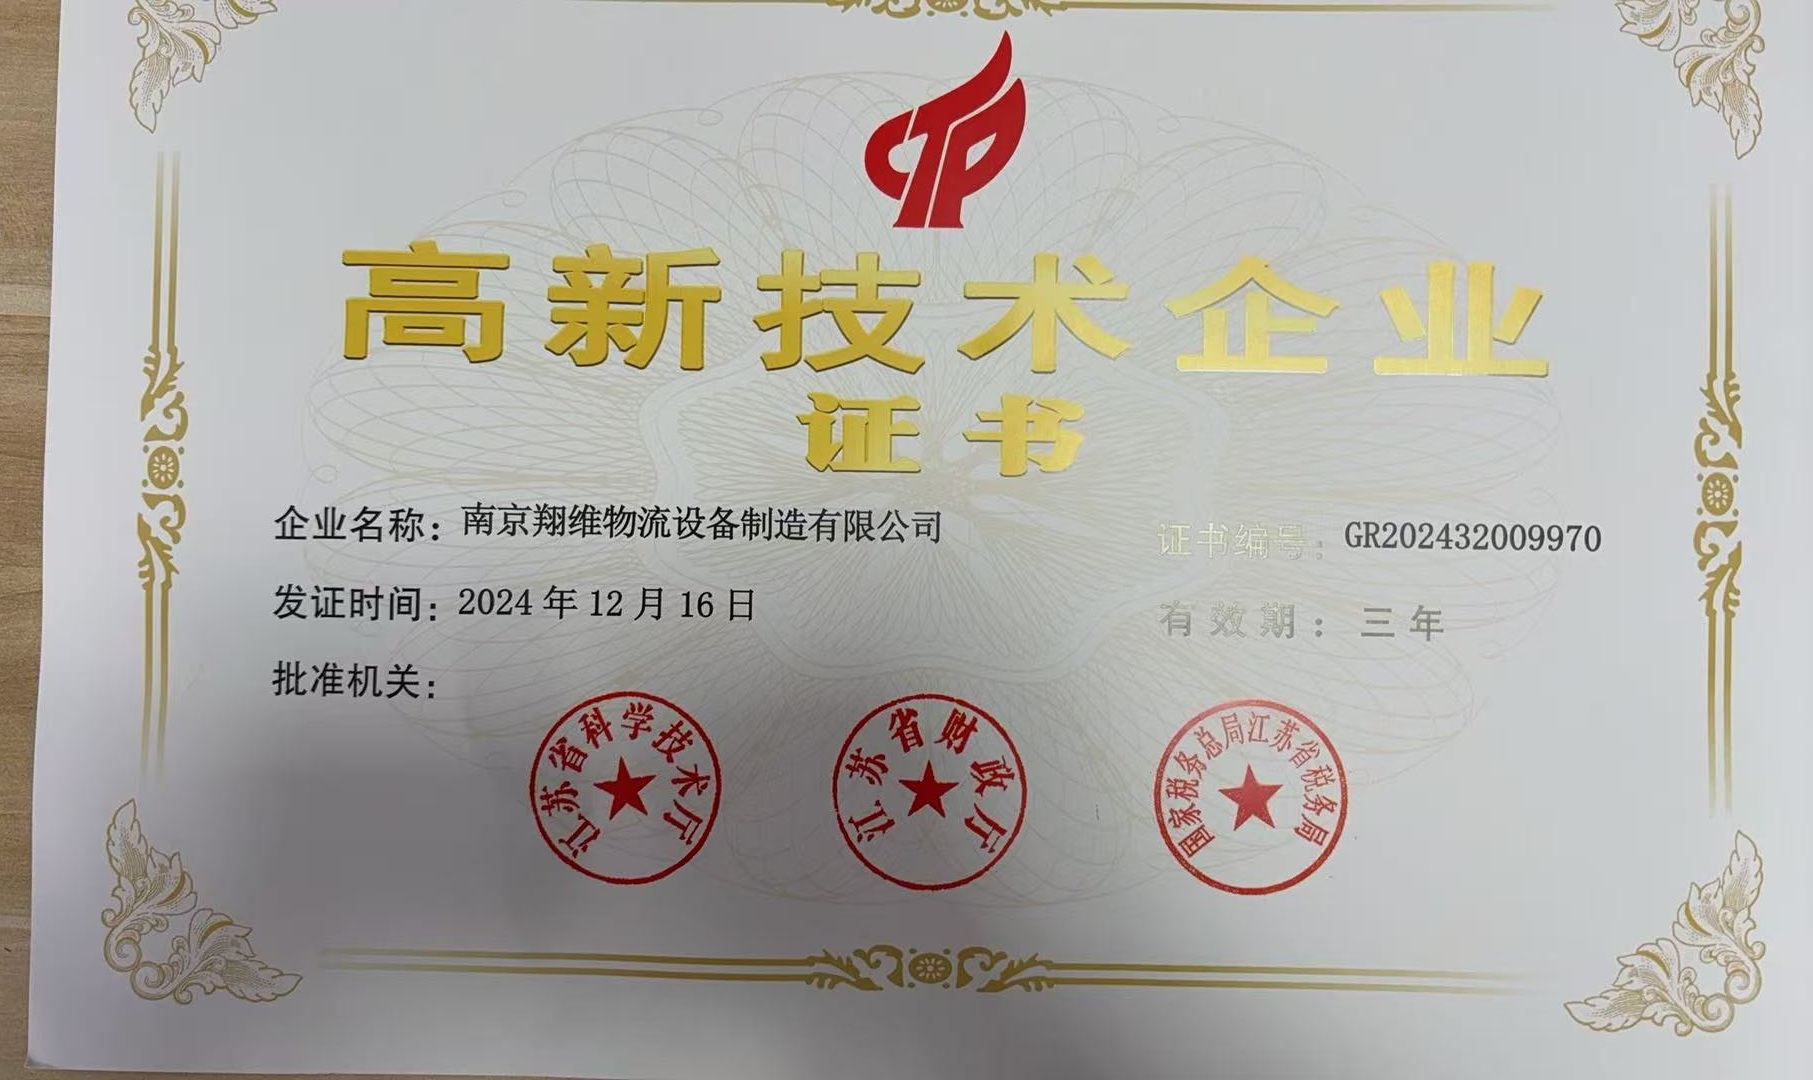 高新技术企业
证书
企业名称：南京翔维物流设备制造有限公司
证书编号：GR202432009970
发证时间：2024年12月16日
有效期：三年
批准机关：
江苏省科学技术厅
江苏省财政厅
国家税务总局江苏省税务局